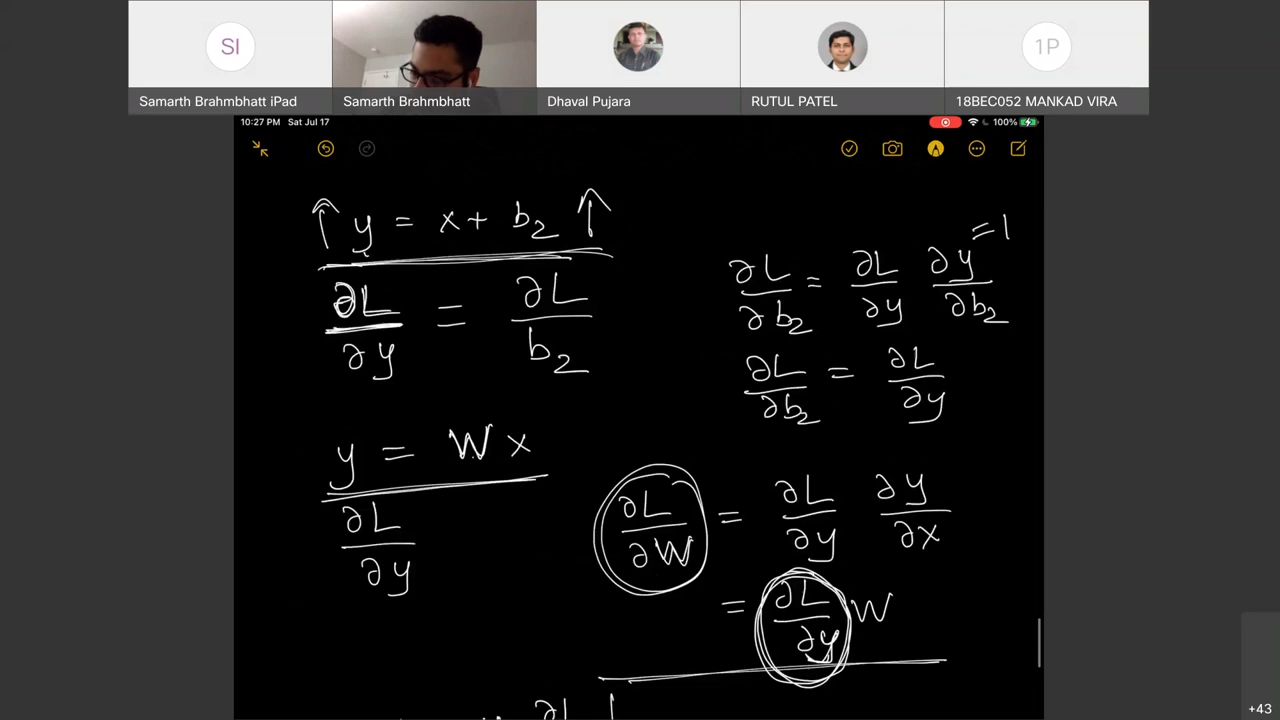 SI
1P
Samarth Brahmbhatt iPad
Samarth Brahmbhatt
Dhaval Pujara
RUTUL PATEL
18BEC052 MANKAD VIRA
10:27 PM Sat Jul 17
100%
↑ y = x + b₂ ↑
∂L/∂y = ∂L/b₂
∂L/∂b₂ = ∂L/∂y ∂y/∂b₂ = 1
∂L/∂b₂ = ∂L/∂y
y = W x
∂L/∂y
∂L/∂W = ∂L/∂y ∂y/∂x
= ∂L/∂y W
∂L
+43